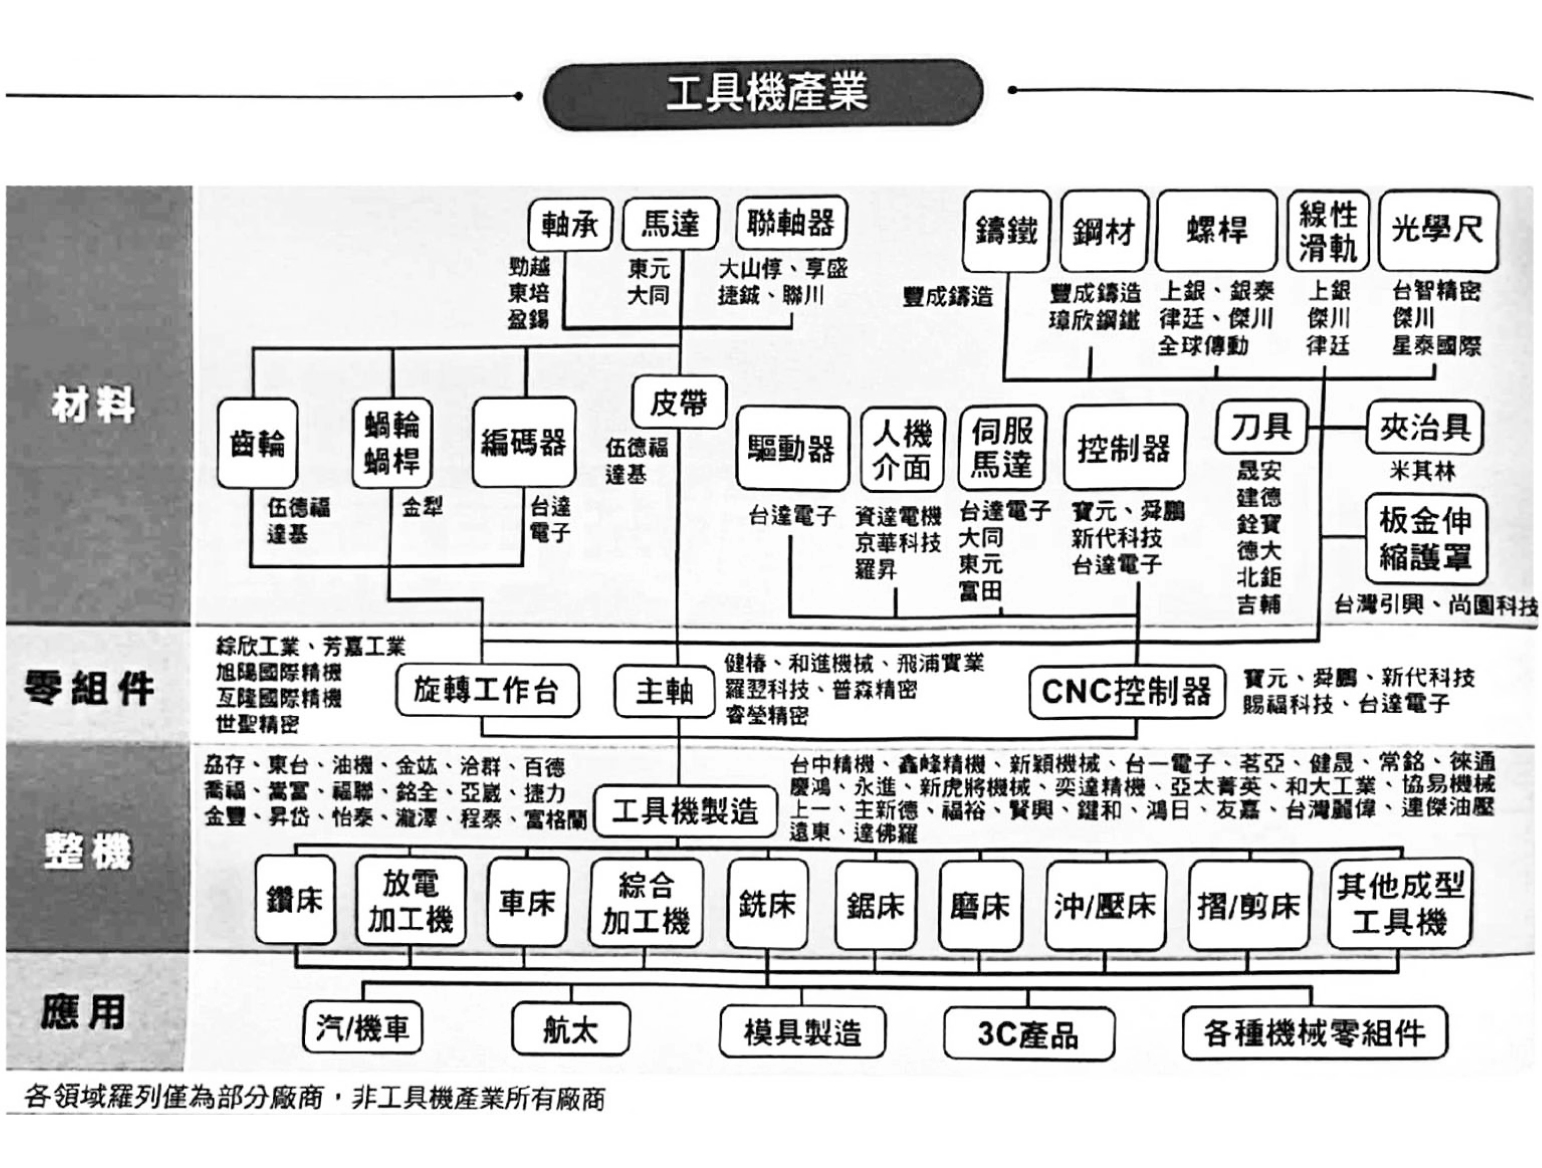 工具機產業
材料
軸承
勁越
東培
盈錫
馬達
東元
大同
聯軸器
大山停、享盛
捷鋮、聯川
鑄鐵
豐成鑄造
鋼材
豐成鑄造
璋欣鋼鐵
螺桿
上銀、銀泰
律廷、傑川
全球傳動
線性
滑軌
上銀
傑川
律廷
光學尺
台智精密
傑川
星泰國際
齒輪
伍德福
達基
蝸輪
蝸桿
金犁
編碼器
台達
電子
皮帶
伍德福
達基
驅動器
台達電子
人機
介面
資達電機
京華科技
羅昇
伺服
馬達
台達電子
大同
東元
富田
控制器
寶元、舜鵬
新代科技
台達電子
刀具
晟安
建德
銓寶
德大
北鉅
吉輔
夾治具
米其林
板金伸
縮護罩
台灣引興、尚園科技
零組件
綜欣工業、芳嘉工業
旭陽國際精機
亙隆國際精機
世聖精密
旋轉工作台
主軸
健椿、和進機械、飛浦實業
羅翌科技、普森精密
睿瑩精密
CNC控制器
寶元、舜鵬、新代科技
賜福科技、台達電子
整機
劦存、東台、油機、金竑、洽群、百德
喬福、嵩富、福聯、銘全、亞崴、捷力
金豐、昇岱、怡泰、瀧澤、程泰、富格蘭
工具機製造
台中精機、鑫峰精機、新穎機械、台一電子、茗亞、健晟、常銘、徠通
慶鴻、永進、新虎將機械、奕達精機、亞太菁英、和大工業、協易機械
上一、主新德、福裕、賢興、鍵和、鴻日、友嘉、台灣麗偉、連傑油壓
遠東、達佛羅
鑽床
放電
加工機
車床
綜合
加工機
銑床
鋸床
磨床
沖/壓床
摺/剪床
其他成型
工具機
應用
汽/機車
航太
模具製造
3C產品
各種機械零組件
各領域羅列僅為部分廠商，非工具機產業所有廠商